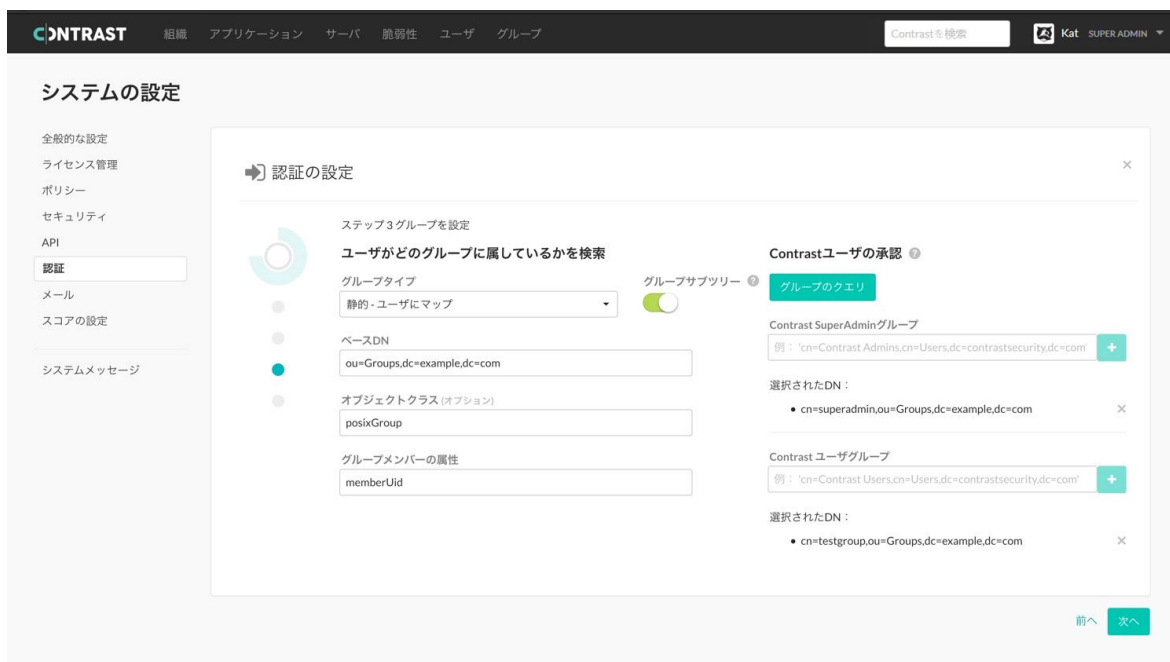 CONTRAST 組織 アプリケーション サーバ 脆弱性 ユーザ グループ Contrastを検索 Kat SUPER ADMIN
システムの設定
全般的な設定
ライセンス管理
ポリシー
セキュリティ
API
認証
メール
スコアの設定
システムメッセージ
認証の設定
ステップ 3 グループを設定
ユーザがどのグループに属しているかを検索
グループタイプ
静的 - ユーザにマップ
グループサブツリー
ベースDN
ou=Groups,dc=example,dc=com
オブジェクトクラス (オプション)
posixGroup
グループメンバーの属性
memberUid
Contrastユーザの承認
グループのクエリ
Contrast SuperAdminグループ
例： 'cn=Contrast Admins,cn=Users,dc=contrastsecurity,dc=com'
選択されたDN：
• cn=superadmin,ou=Groups,dc=example,dc=com
Contrast ユーザグループ
例： 'cn=Contrast Users,cn=Users,dc=contrastsecurity,dc=com'
選択されたDN：
• cn=testgroup,ou=Groups,dc=example,dc=com
前へ 次へ